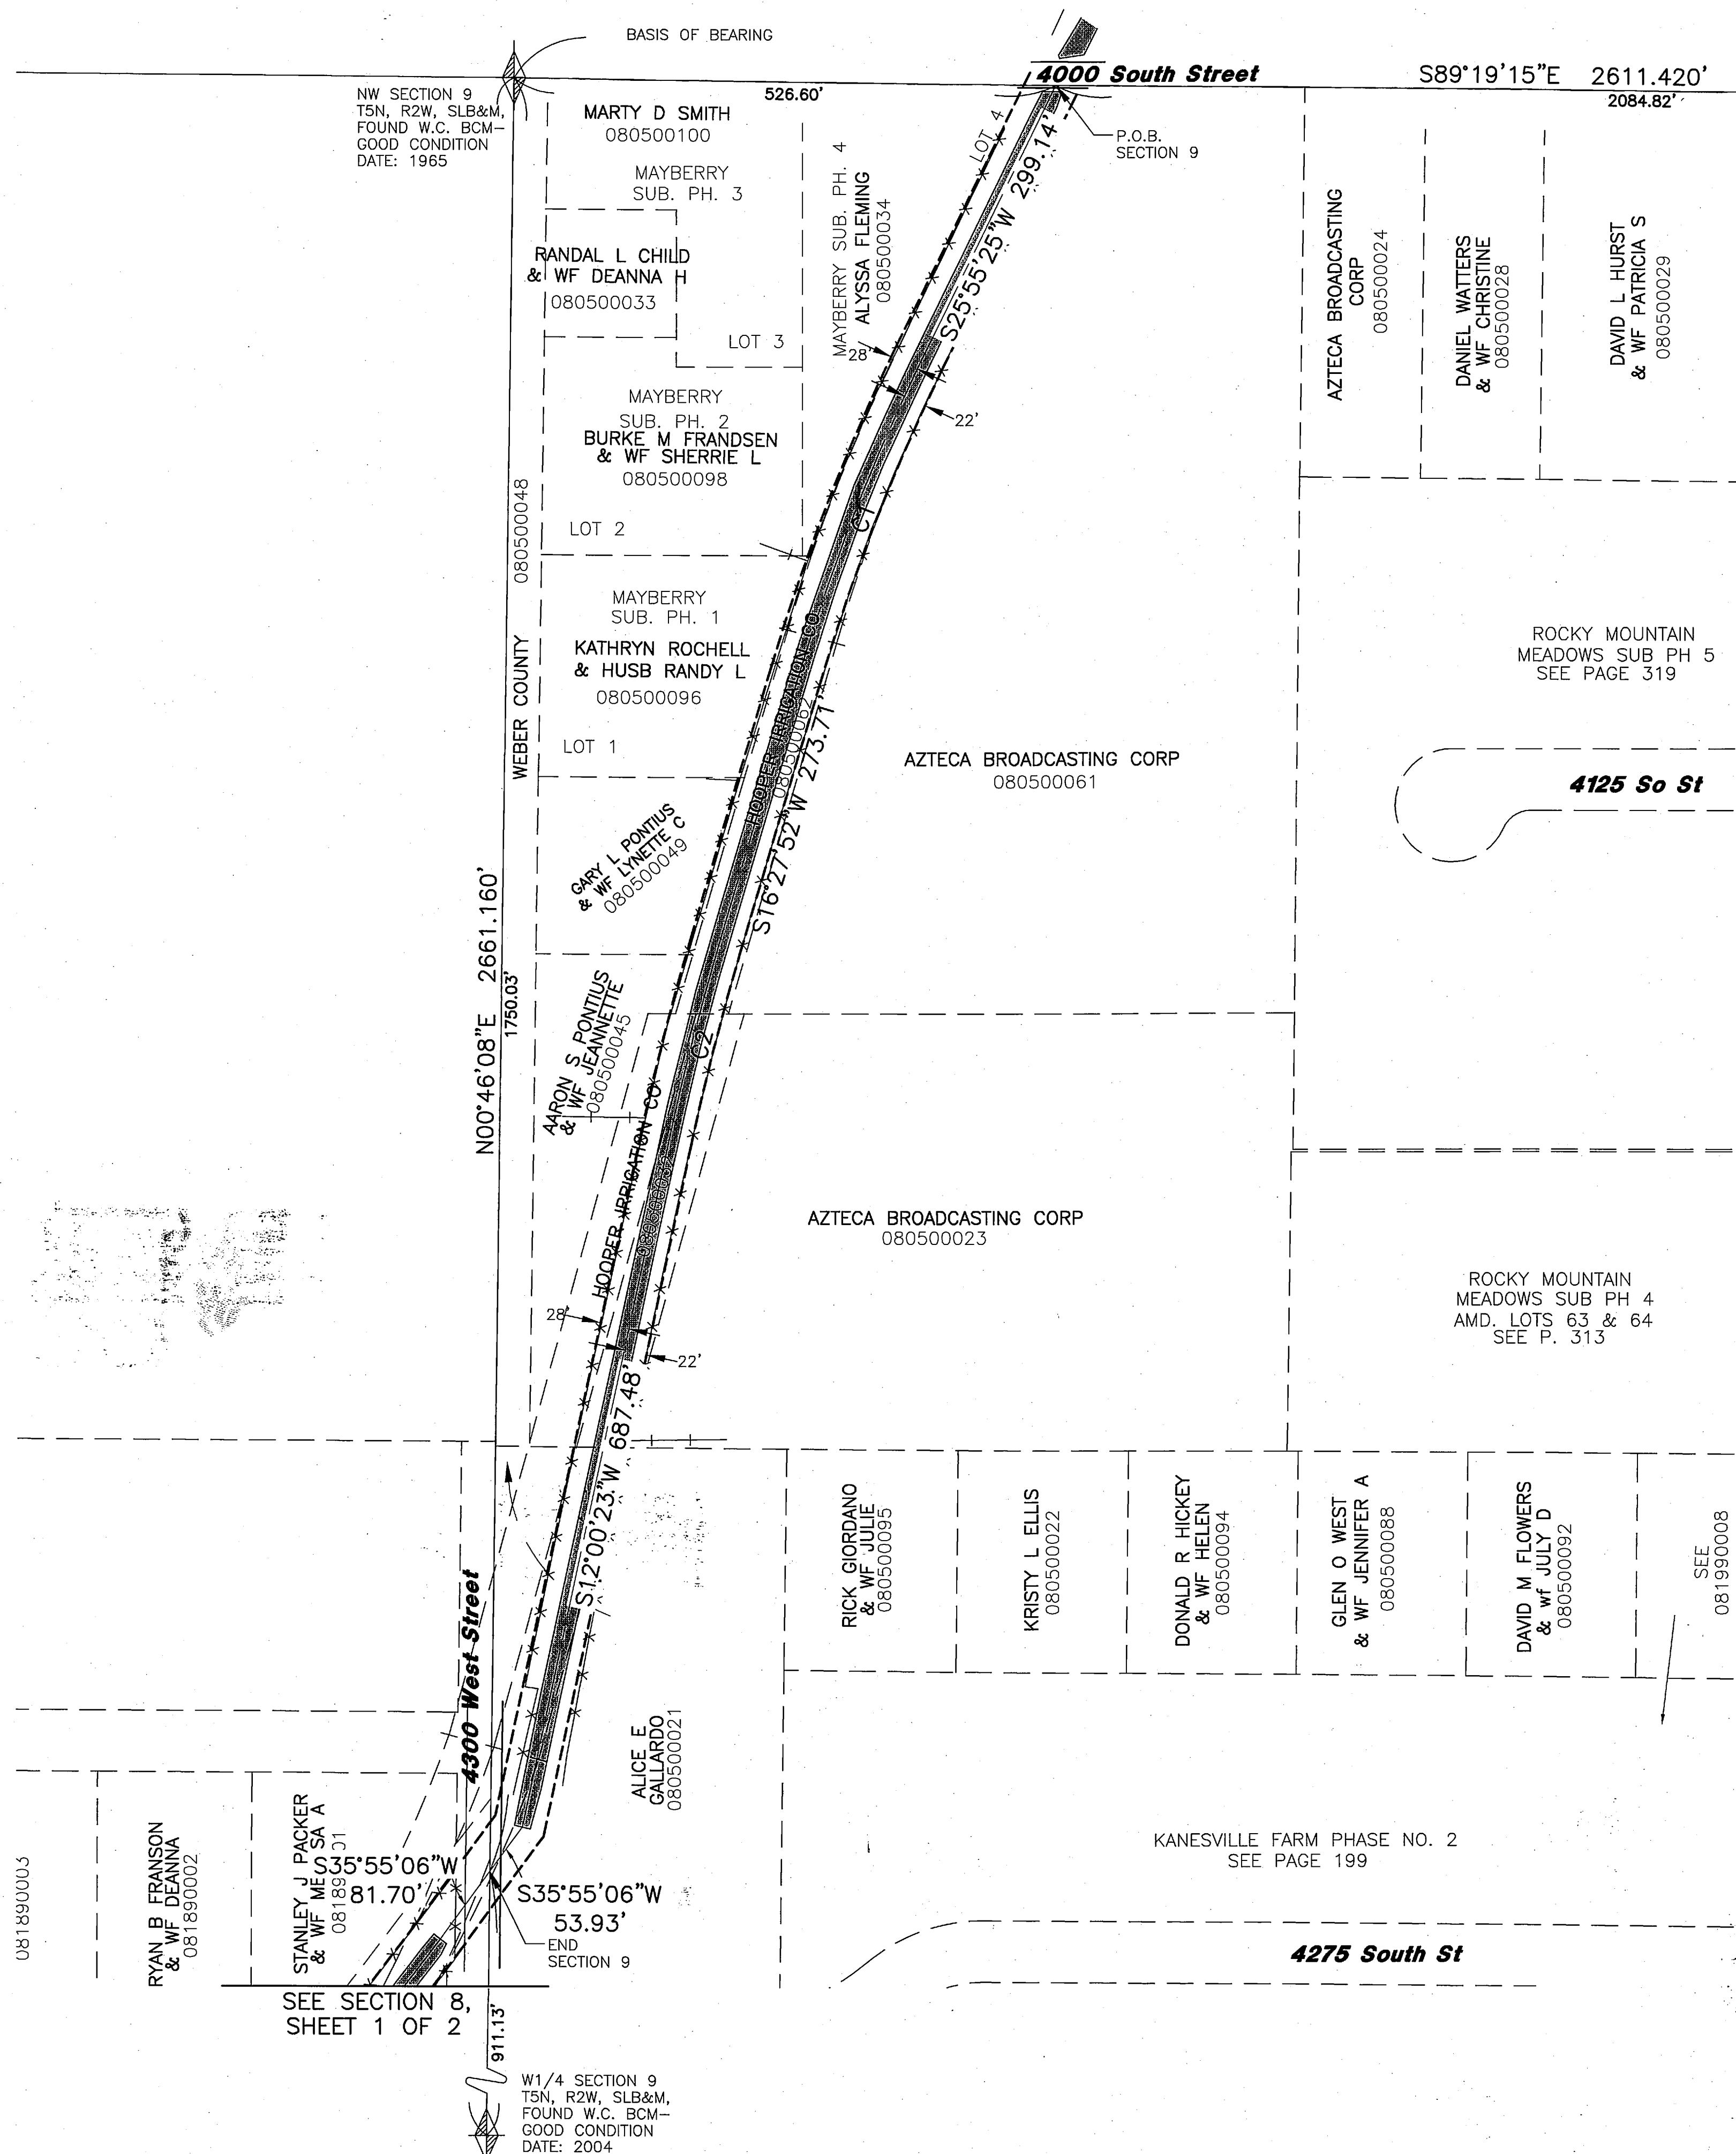 BASIS OF BEARING
4000 South Street
S89°19'15"E 2611.420'
526.60'
2084.82'
NW SECTION 9
T5N, R2W, SLB&M,
FOUND W.C. BCM-
GOOD CONDITION
DATE: 1965
P.O.B.
SECTION 9
MARTY D SMITH
080500100
MAYBERRY
SUB. PH. 3
RANDAL L CHILD
& WF DEANNA H
080500033
LOT 3
MAYBERRY SUB. PH. 4
ALYSSA FLEMING
080500034
LOT 4
S25°55'25"W 299.14'
28'
22'
AZTECA BROADCASTING
CORP
080500024
DANIEL WATTERS
& WF CHRISTINE
080500028
DAVID L HURST
& WF PATRICIA S
080500029
MAYBERRY
SUB. PH. 2
BURKE M FRANDSEN
& WF SHERRIE L
080500098
LOT 2
C1
080500048
WEBER COUNTY
MAYBERRY
SUB. PH. 1
KATHRYN ROCHELL
& HUSB RANDY L
080500096
LOT 1
HOOPER IRRIGATION CO
080500062
S16°27'52"W 273.71'
ROCKY MOUNTAIN
MEADOWS SUB PH 5
SEE PAGE 319
AZTECA BROADCASTING CORP
080500061
4125 So St
GARY L PONTIUS
& WF LYNETTE C
080500049
N00°46'08"E 2661.160'
1750.03'
AARON S PONTIUS
& WF JEANNETTE
080500045
C2
HOOPER IRRIGATION CO
AZTECA BROADCASTING CORP
080500023
28'
22'
ROCKY MOUNTAIN
MEADOWS SUB PH 4
AMD. LOTS 63 & 64
SEE P. 313
S12°00'23"W 687.48'
RICK GIORDANO
& WF JULIE
080500095
KRISTY L ELLIS
080500022
DONALD R HICKEY
& WF HELEN
080500094
GLEN O WEST
& WF JENNIFER A
080500088
DAVID M FLOWERS
& wf JULY D
080500092
SEE
081990008
4300 West Street
ALICE E
GALLARDO
080500021
081890003
RYAN B FRANSON
& WF DEANNA
081890002
STANLEY J PACKER
& WF
S35°55'06"W
81.70'
S35°55'06"W
53.93'
END
SECTION 9
KANESVILLE FARM PHASE NO. 2
SEE PAGE 199
4275 South St
SEE SECTION 8,
SHEET 1 OF 2
911.13'
W1/4 SECTION 9
T5N, R2W, SLB&M,
FOUND W.C. BCM-
GOOD CONDITION
DATE: 2004